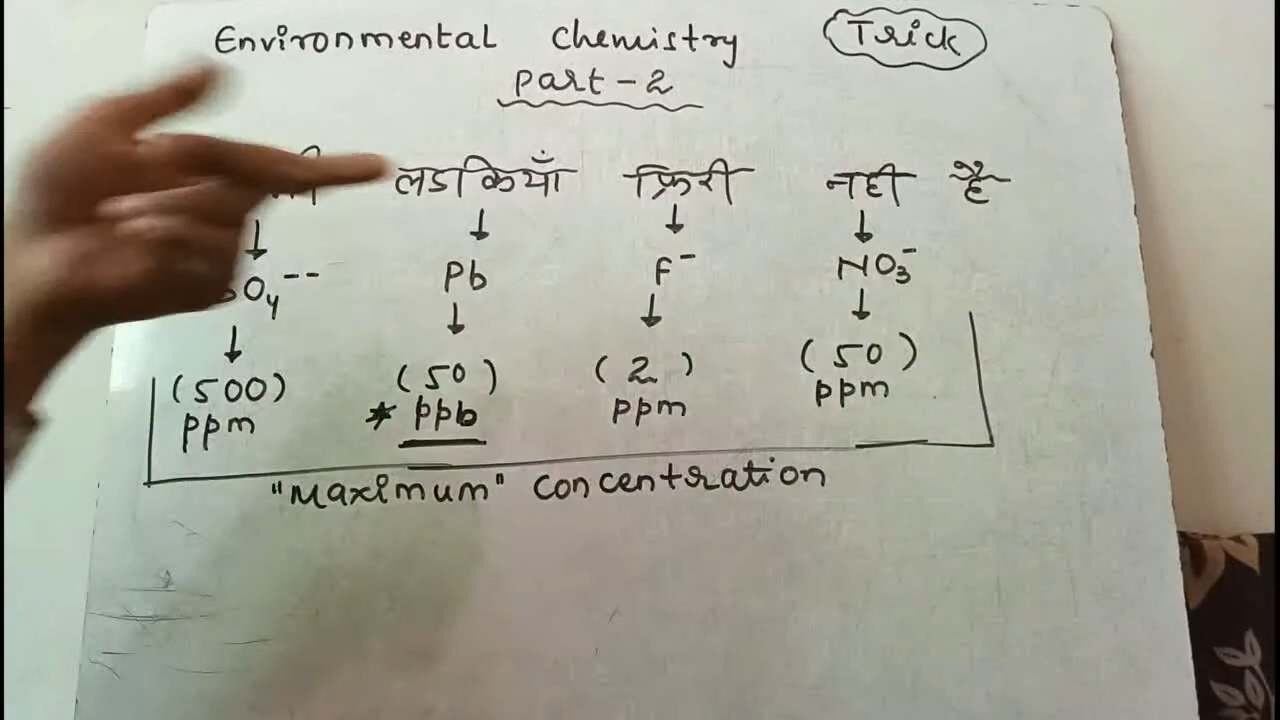 Environmental Chemistry Trick
Part-2
लडकियाँ फ्रिरी नही है
SO₄-- Pb F⁻ NO₃⁻
(500) (50) (2) (50)
ppm * ppb ppm ppm
"Maximum" concentration